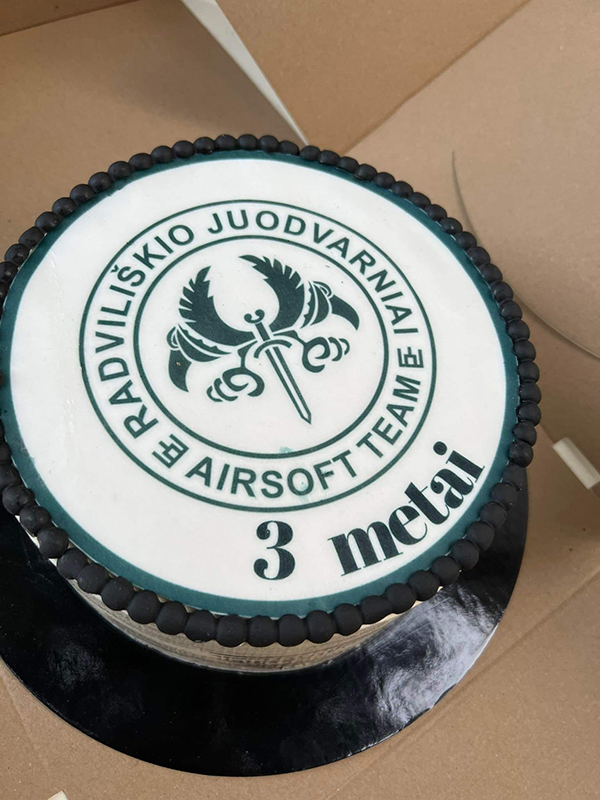 RADVILIŠKIO JUODVARNIAI
AIRSOFT TEAM
3 metai